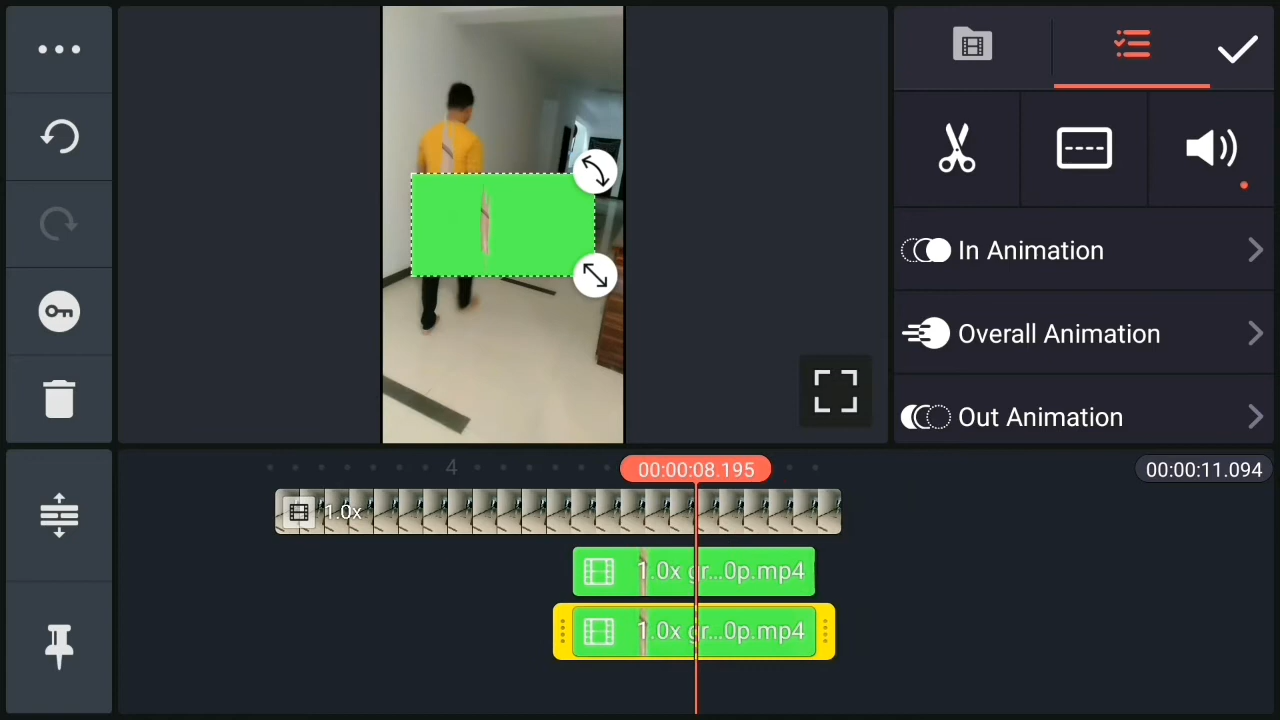 In Animation
Overall Animation
Out Animation
4
00:00:08.195
00:00:11.094
1.0x
1.0x gr...0p.mp4
1.0x gr...0p.mp4